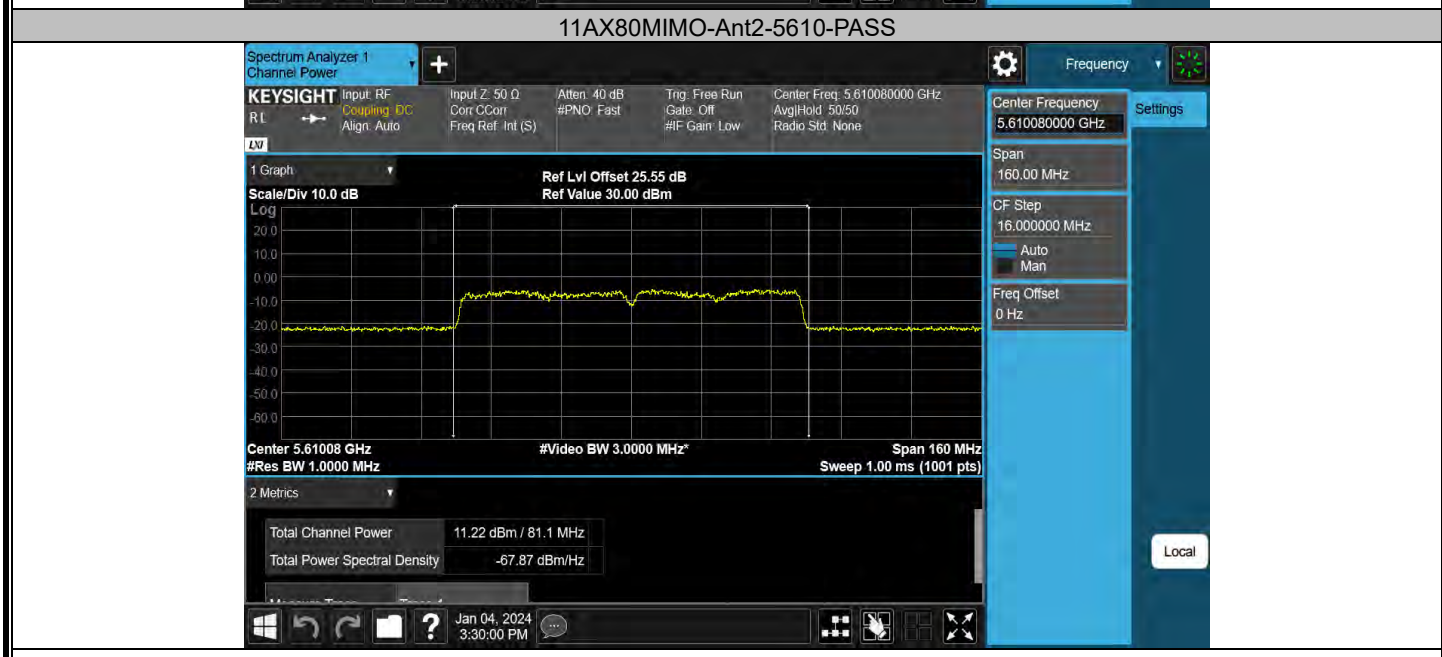 11AX80MIMO-Ant2-5610-PASS
Spectrum Analyzer 1
Channel Power
+
Frequency
KEYSIGHT
RL
LXI
Input: RF
Coupling: DC
Align: Auto
Input Z: 50 Ω
Corr CCorr
Freq Ref: Int (S)
Atten: 40 dB
#PNO: Fast
Trig: Free Run
Gate: Off
#IF Gain: Low
Center Freq: 5.610080000 GHz
Avg|Hold: 50/50
Radio Std: None
Center Frequency
5.610080000 GHz
Settings
Span
160.00 MHz
CF Step
16.000000 MHz
Auto
Man
Freq Offset
0 Hz
1 Graph
Ref Lvl Offset 25.55 dB
Scale/Div 10.0 dB
Ref Value 30.00 dBm
Log
20.0
10.0
0.00
-10.0
-20.0
-30.0
-40.0
-50.0
-60.0
Center 5.61008 GHz
#Video BW 3.0000 MHz*
Span 160 MHz
#Res BW 1.0000 MHz
Sweep 1.00 ms (1001 pts)
2 Metrics
Total Channel Power 11.22 dBm / 81.1 MHz
Total Power Spectral Density -67.87 dBm/Hz
Local
?
Jan 04, 2024
3:30:00 PM